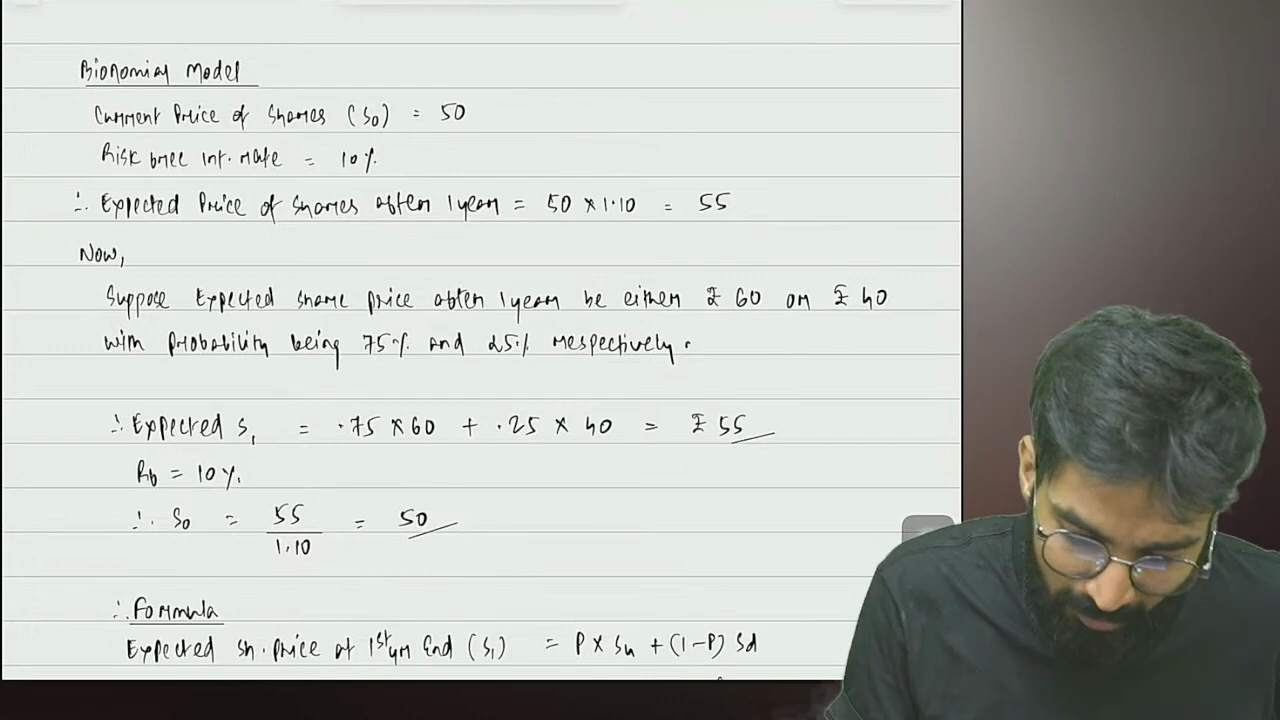 Bionomial Model
Current Price of Shares (S₀) = 50
Risk free int. rate = 10%
∴ Expected Price of Shares after 1 year = 50 × 1.10 = 55
Now,
Suppose Expected share price after 1 year be either ₹ 60 or ₹ 40
with Probability being 75% and 25% respectively.
∴ Expected S₁ = .75 × 60 + .25 × 40 = ₹ 55
Rf = 10%
∴ S₀ = 55 / 1.10 = 50
∴ Formula
Expected sh. price at 1st yr End (S₁) = P × Su + (1-P) Sd